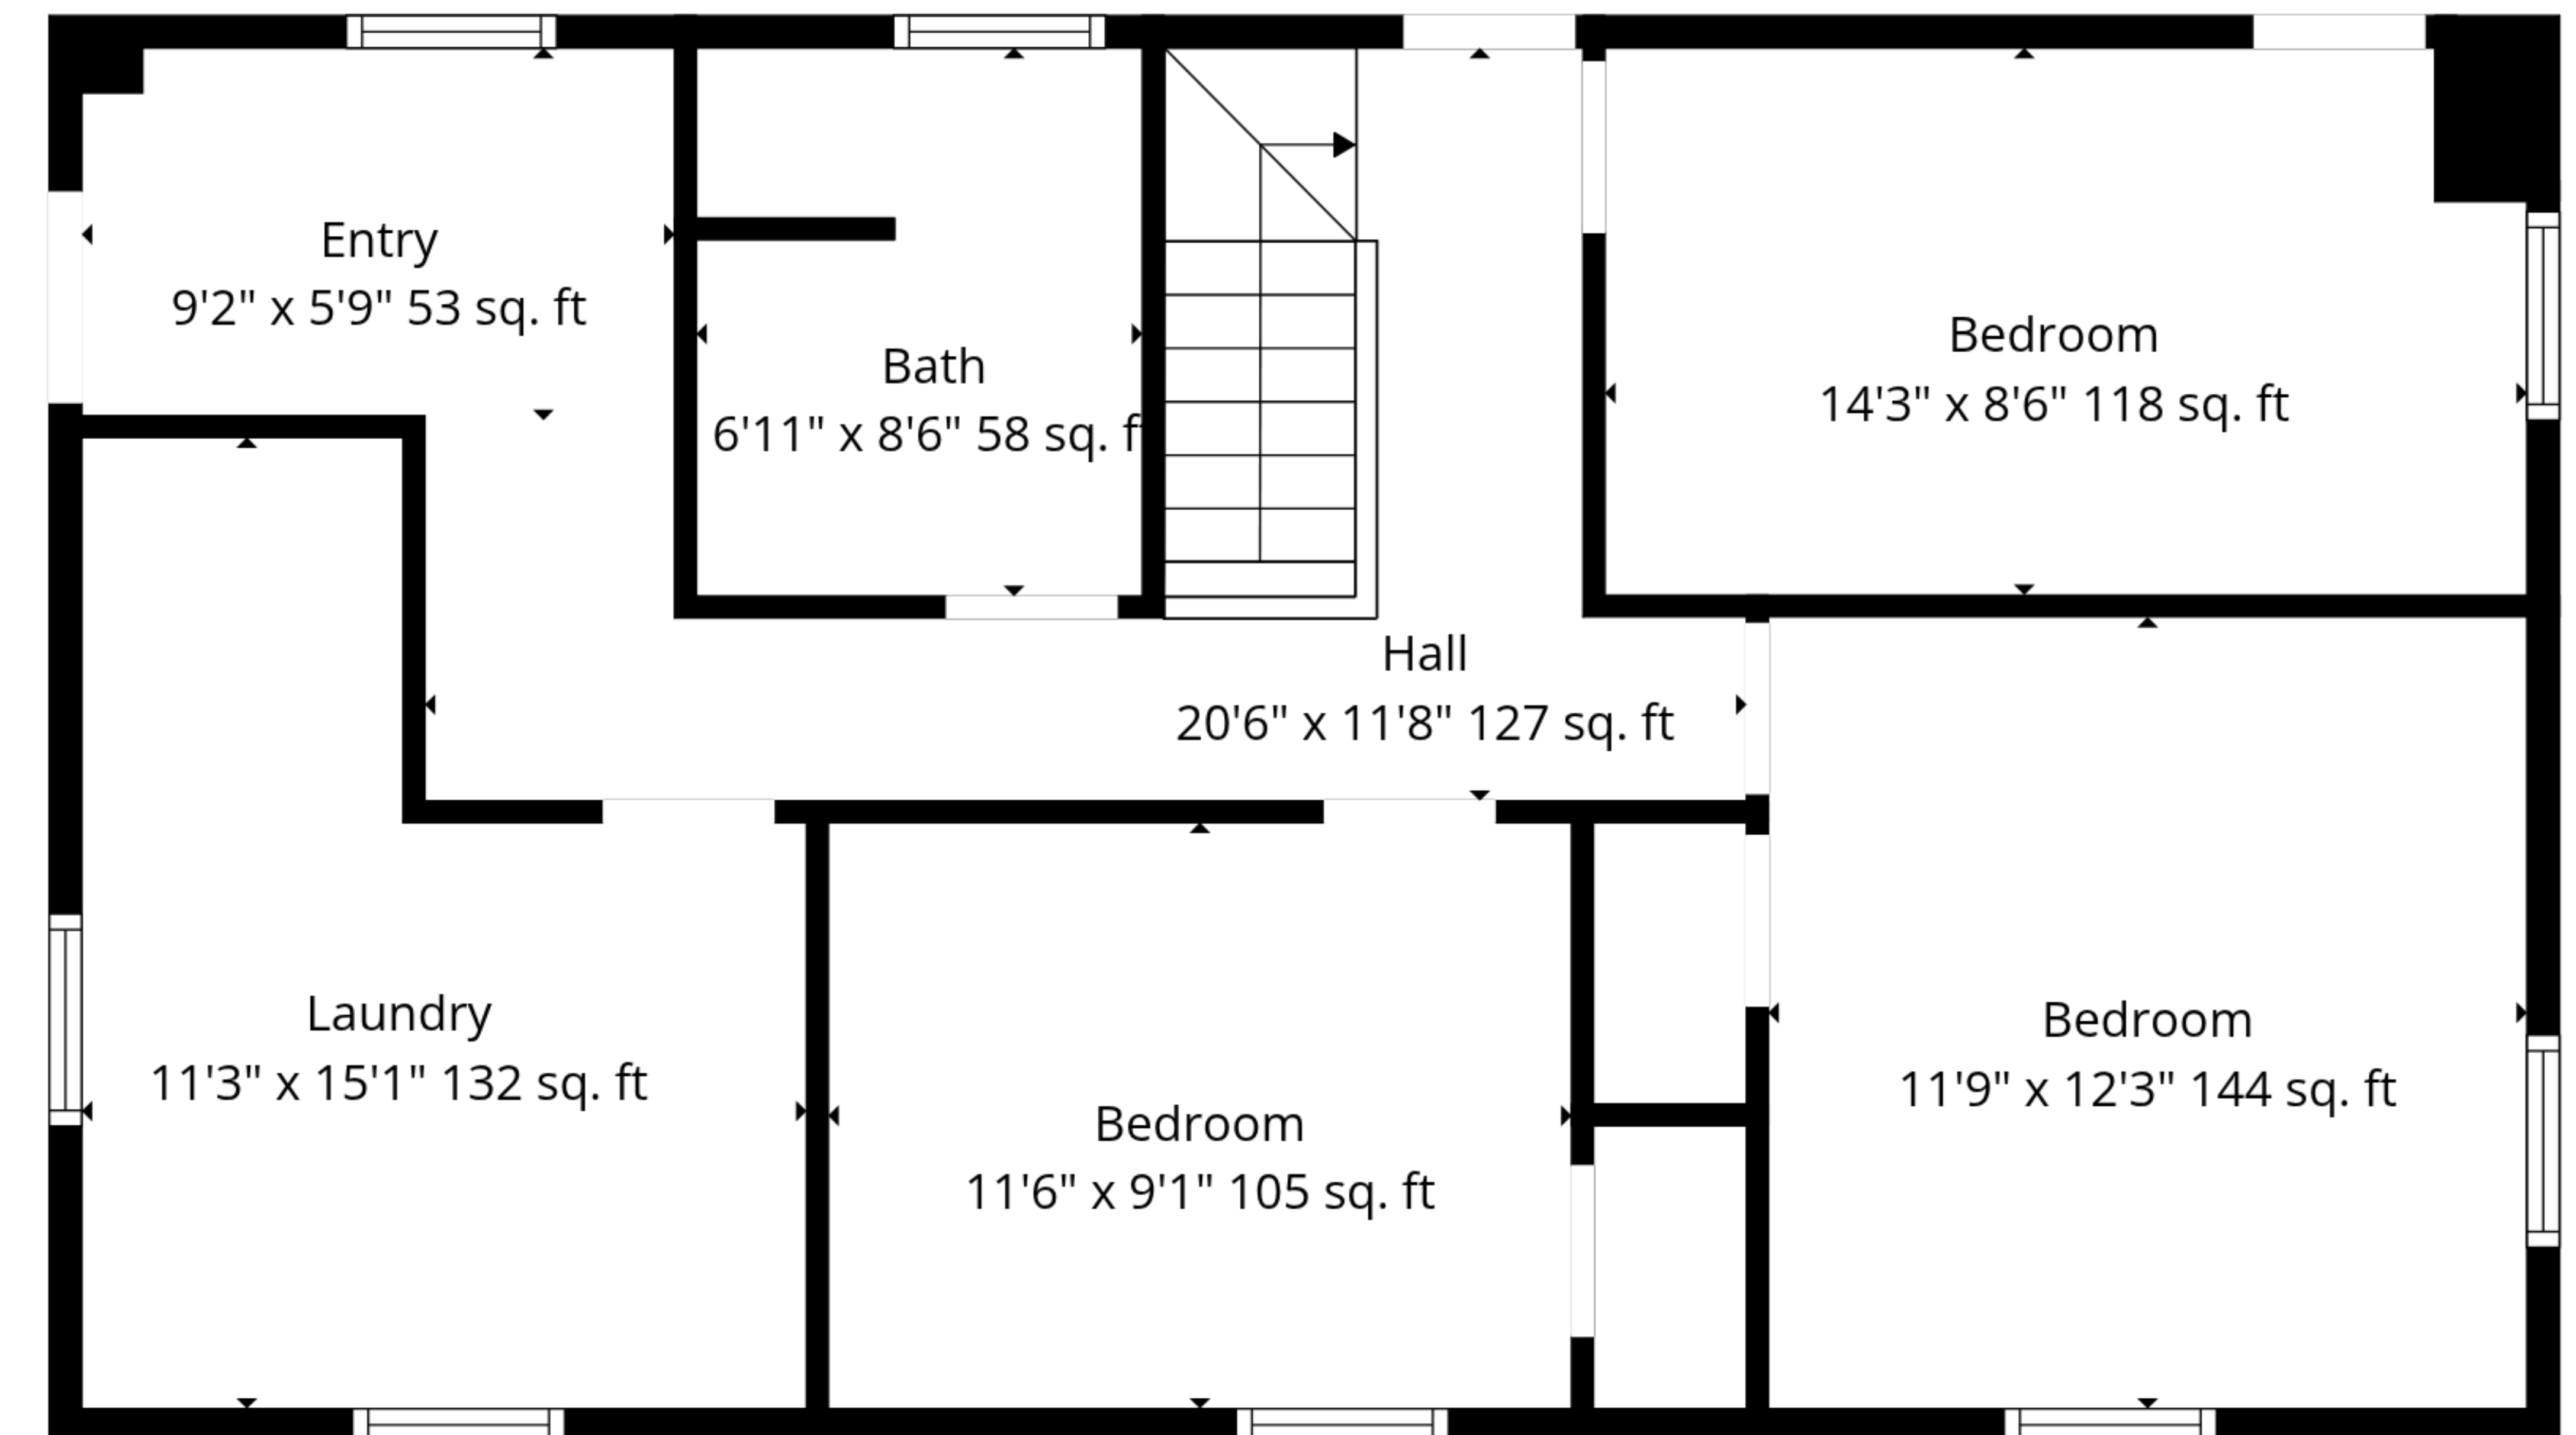 Entry
9'2" x 5'9" 53 sq. ft
Bath
6'11" x 8'6" 58 sq. f
Bedroom
14'3" x 8'6" 118 sq. ft
Hall
20'6" x 11'8" 127 sq. ft
Laundry
11'3" x 15'1" 132 sq. ft
Bedroom
11'6" x 9'1" 105 sq. ft
Bedroom
11'9" x 12'3" 144 sq. ft